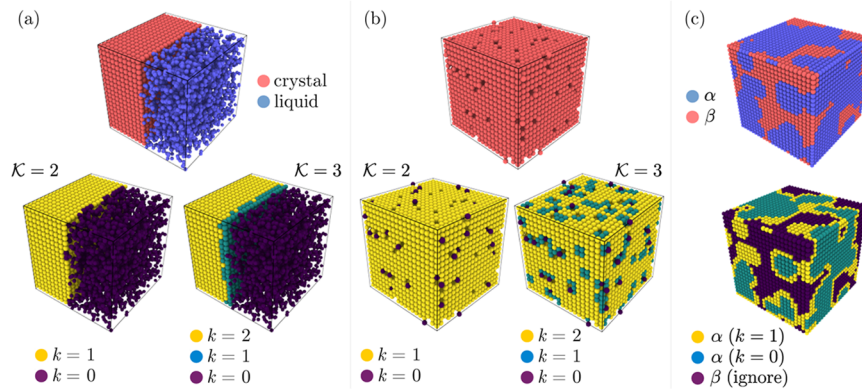 (a)
crystal
liquid
𝒦 = 2
𝒦 = 3
k = 1
k = 0
k = 2
k = 1
k = 0
(b)
𝒦 = 2
𝒦 = 3
k = 1
k = 0
k = 2
k = 1
k = 0
(c)
α
β
α (k = 1)
α (k = 0)
β (ignore)